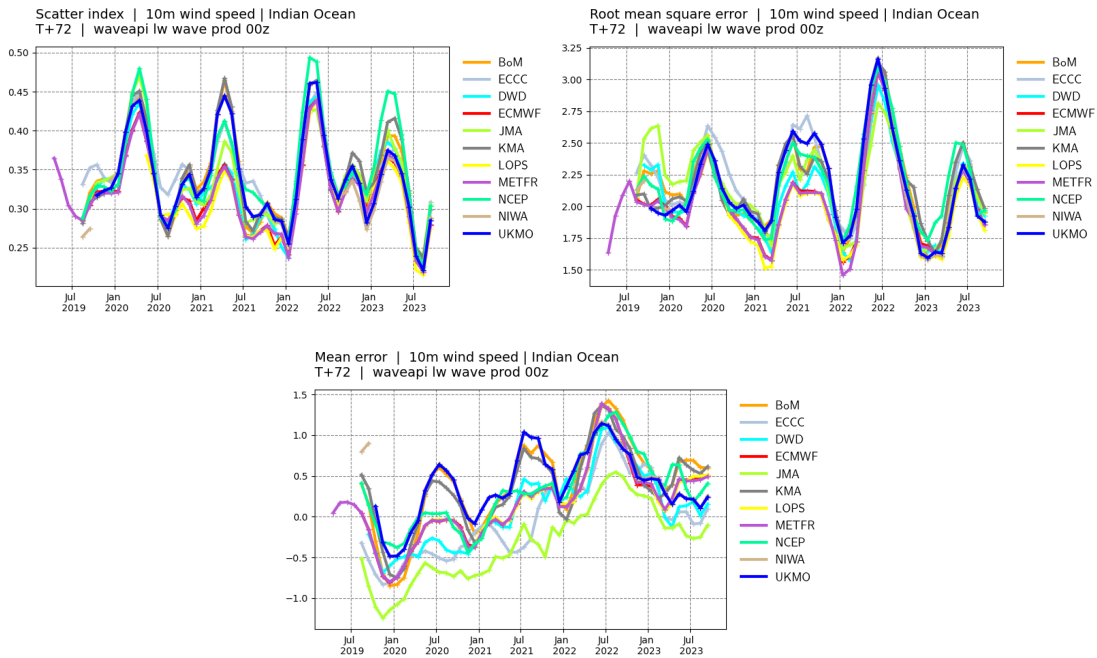 Scatter index | 10m wind speed | Indian Ocean
T+72 | waveapi lw wave prod 00z
0.50
0.45
0.40
0.35
0.30
0.25
Jul Jan Jul Jan Jul Jan Jul Jan Jul
2019 2020 2020 2021 2021 2022 2022 2023 2023
BoM
ECCC
DWD
ECMWF
JMA
KMA
LOPS
METFR
NCEP
NIWA
UKMO
Root mean square error | 10m wind speed | Indian Ocean
T+72 | waveapi lw wave prod 00z
3.25
3.00
2.75
2.50
2.25
2.00
1.75
1.50
Jul Jan Jul Jan Jul Jan Jul Jan Jul
2019 2020 2020 2021 2021 2022 2022 2023 2023
BoM
ECCC
DWD
ECMWF
JMA
KMA
LOPS
METFR
NCEP
NIWA
UKMO
Mean error | 10m wind speed | Indian Ocean
T+72 | waveapi lw wave prod 00z
1.5
1.0
0.5
0.0
−0.5
−1.0
Jul Jan Jul Jan Jul Jan Jul Jan Jul
2019 2020 2020 2021 2021 2022 2022 2023 2023
BoM
ECCC
DWD
ECMWF
JMA
KMA
LOPS
METFR
NCEP
NIWA
UKMO